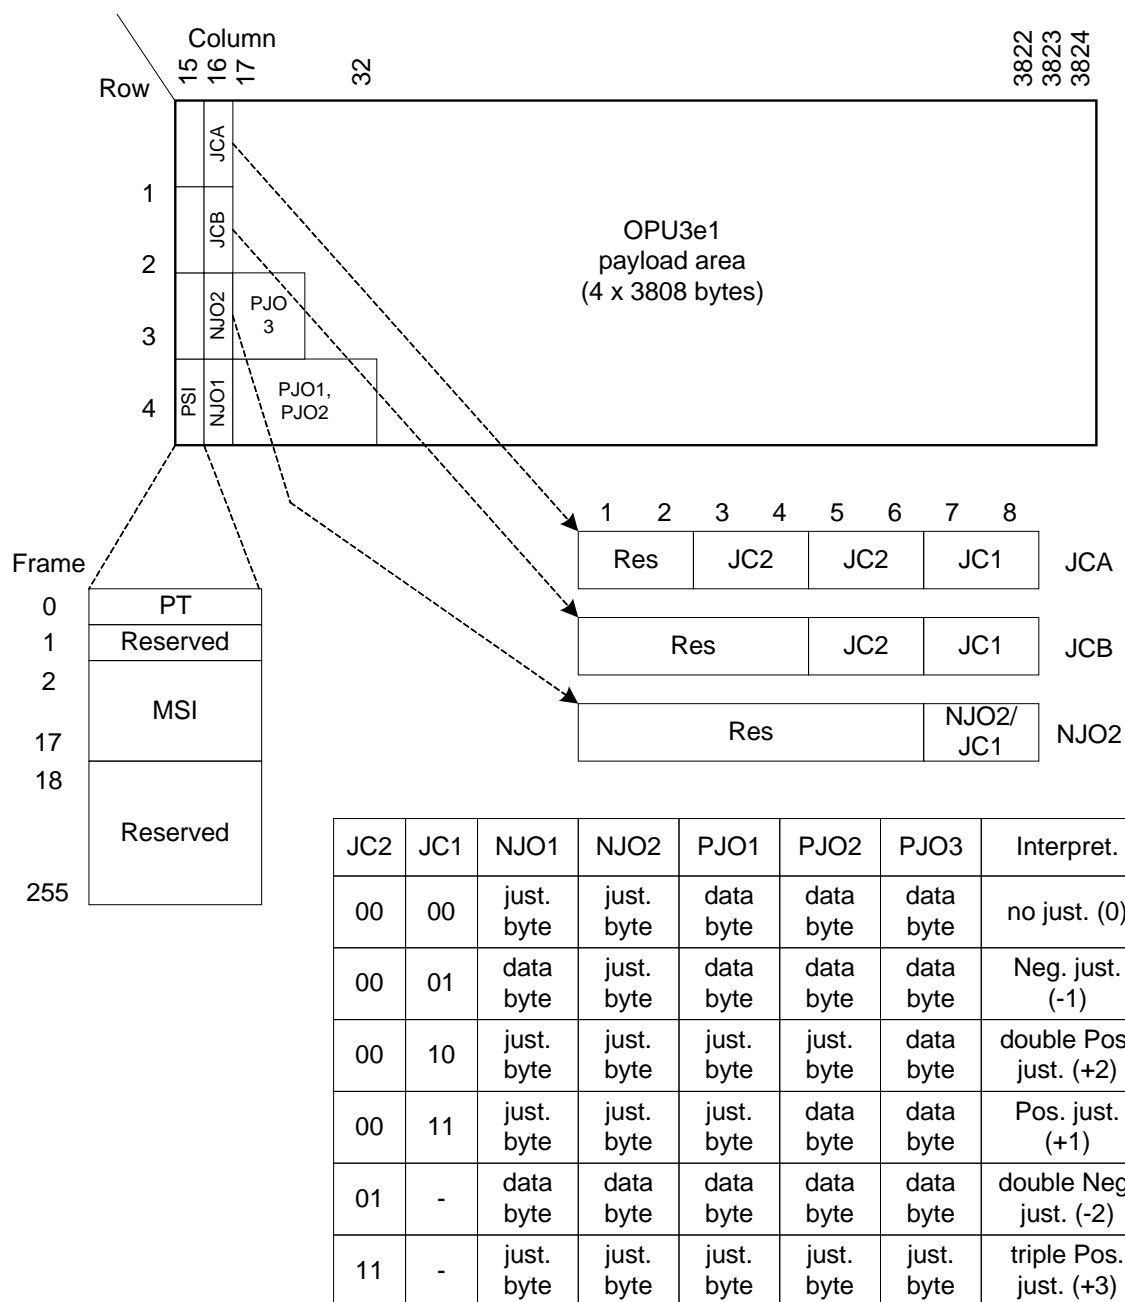 Column
Row
15
16
17
32
3822
3823
3824
JCA
1
JCB
2
NJO2
PJO
3
3
4
PSI
NJO1
PJO1,
PJO2
OPU3e1
payload area
(4 x 3808 bytes)
1 2 3 4 5 6 7 8
Res JC2 JC2 JC1 JCA
Res JC2 JC1 JCB
Res NJO2/
JC1 NJO2
Frame
0 PT
1 Reserved
2
MSI
17
18
Reserved
255
JC2 JC1 NJO1 NJO2 PJO1 PJO2 PJO3 Interpret.
00 00 just. byte just. byte data byte data byte data byte no just. (0)
00 01 data byte just. byte data byte data byte data byte Neg. just. (-1)
00 10 just. byte just. byte just. byte just. byte data byte double Pos just. (+2)
00 11 just. byte just. byte just. byte data byte data byte Pos. just. (+1)
01 - data byte data byte data byte data byte data byte double Neg just. (-2)
11 - just. byte just. byte just. byte just. byte just. byte triple Pos. just. (+3)